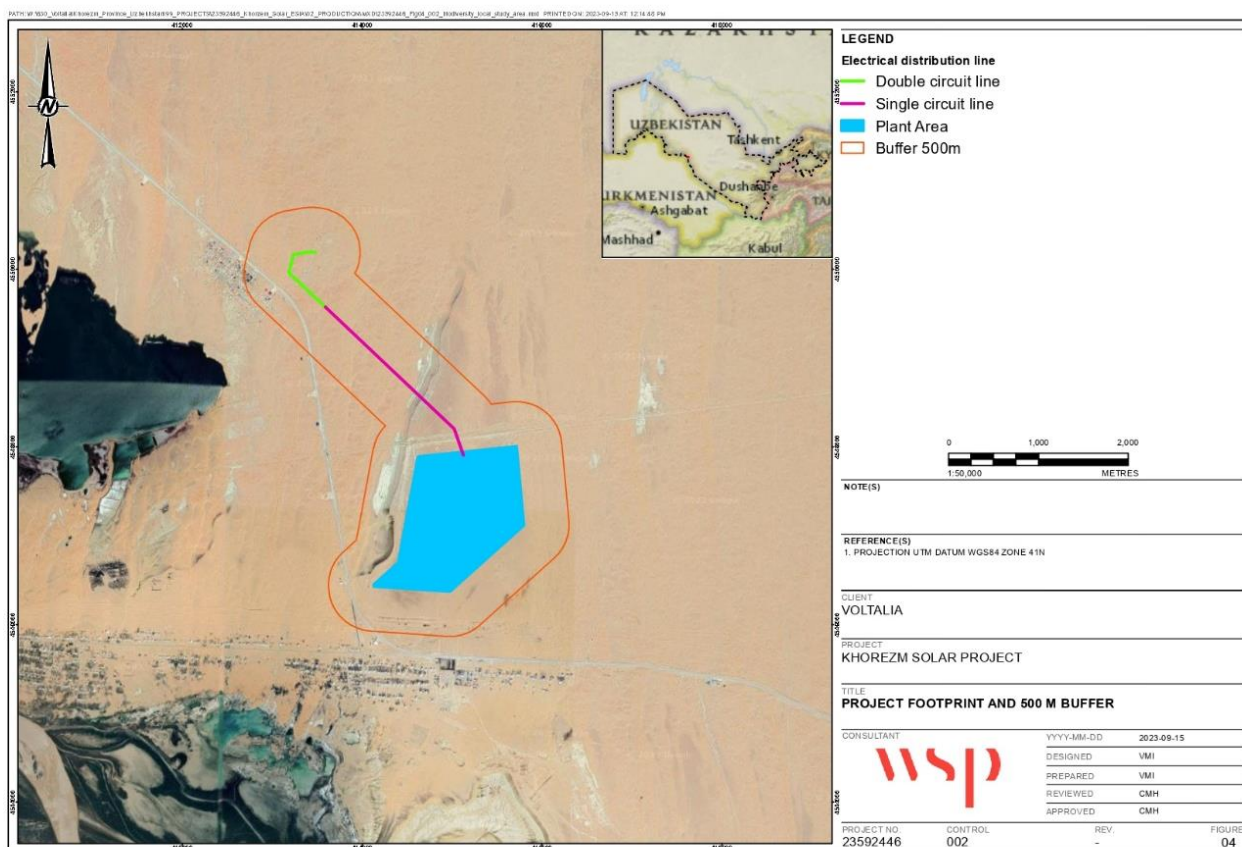 LEGEND
Electrical distribution line
Double circuit line
Single circuit line
Plant Area
Buffer 500m
N
UZBEKISTAN
Tashkent
Dushanbe
Ashgabat
Mashhad
Kabul
0 1,000 2,000
1:50,000 METRES
NOTE(S)
REFERENCE(S)
1. PROJECTION UTM DATUM WGS84 ZONE 41N
CLIENT
VOLTALIA
PROJECT
KHOREZM SOLAR PROJECT
TITLE
PROJECT FOOTPRINT AND 500 M BUFFER
CONSULTANT
wsp
YYYY-MM-DD 2023-09-15
DESIGNED VMI
PREPARED VMI
REVIEWED CMH
APPROVED CMH
PROJECT NO. CONTROL REV. FIGURE
23592446 002 - 04